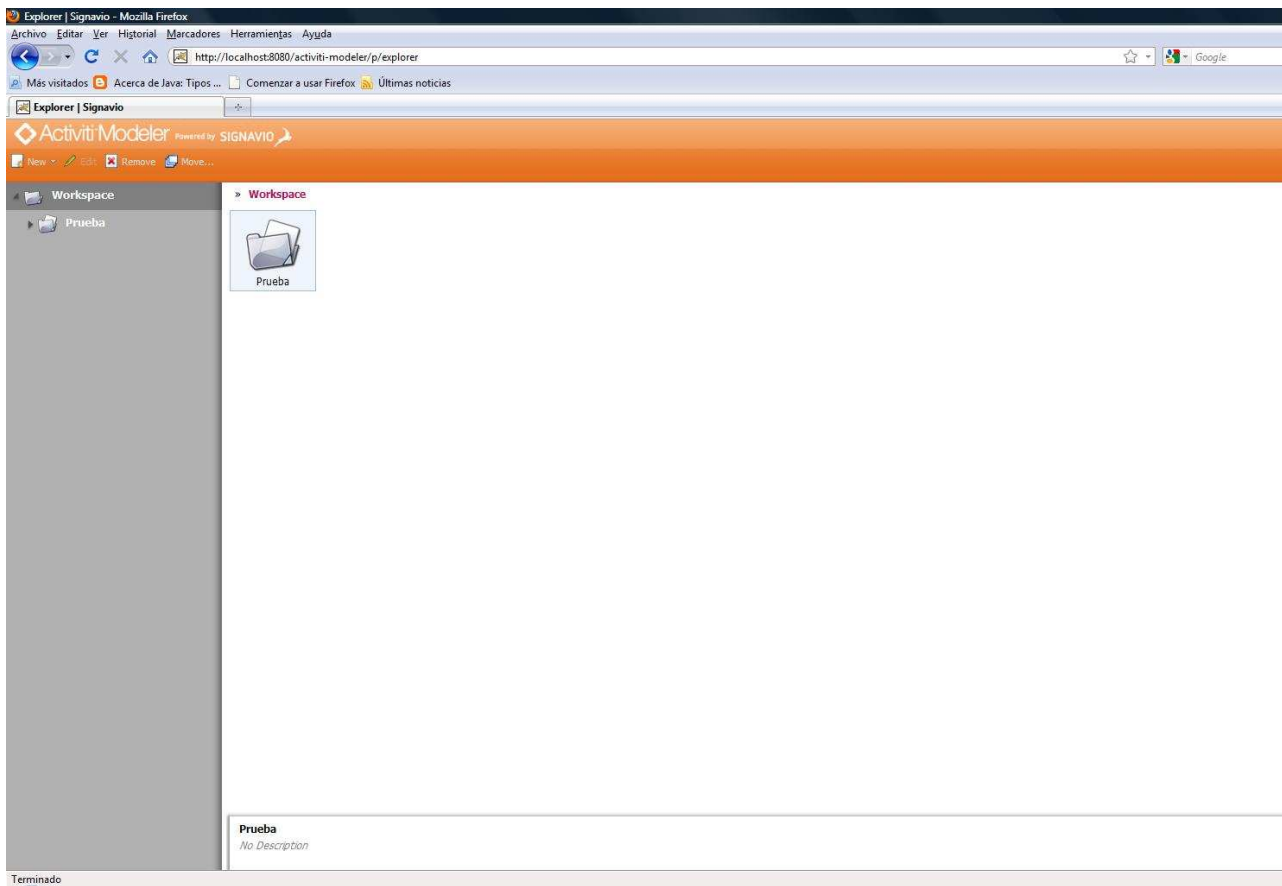 Explorer | Signavio - Mozilla Firefox
Archivo Editar Ver Historial Marcadores Herramientas Ayuda
http://localhost:8080/activiti-modeler/p/explorer Google
Más visitados Acerca de Java: Tipos ... Comenzar a usar Firefox Últimas noticias
Explorer | Signavio
Activiti Modeler Powered by SIGNAVIO
New Edit Remove Move...
Workspace
» Workspace
Prueba
Prueba
Prueba
No Description
Terminado